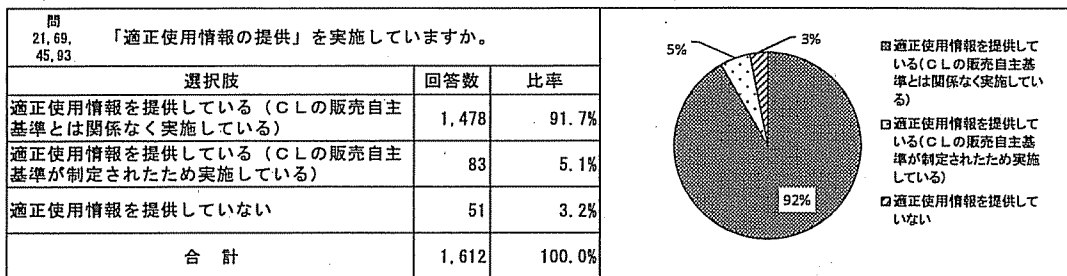 問
21,69,
45,93
「適正使用情報の提供」を実施していますか。
選択肢 回答数 比率
適正使用情報を提供している（ＣＬの販売自主
基準とは関係なく実施している） 1,478 91.7%
適正使用情報を提供している（ＣＬの販売自主
基準が制定されたため実施している） 83 5.1%
適正使用情報を提供していない 51 3.2%
合 計 1,612 100.0%
5%
3%
92%
適正使用情報を提供して
いる(ＣＬの販売自主基
準とは関係なく実施してい
る)
適正使用情報を提供して
いる(ＣＬの販売自主基
準が制定されたため実施
している)
適正使用情報を提供して
いない